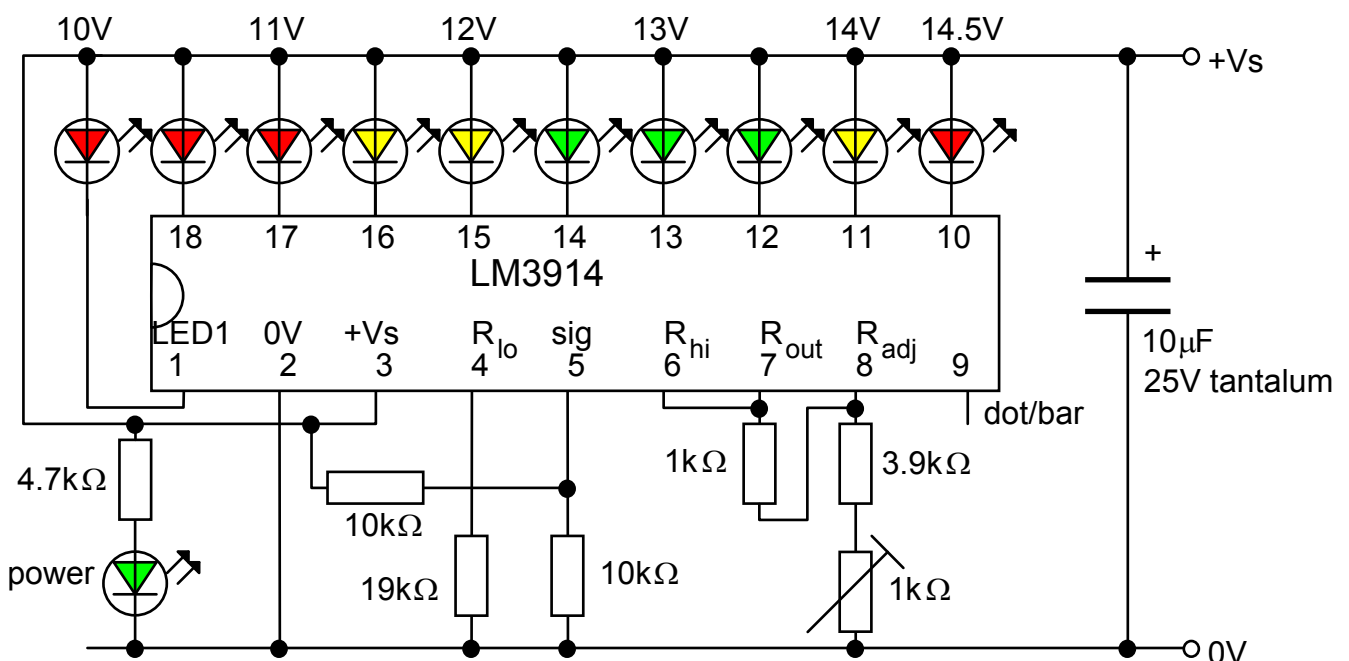 10V 11V 12V 13V 14V 14.5V
+Vs
18 17 16 15 14 13 12 11 10
LM3914
+
LED1 0V +Vs Rlo sig Rhi Rout Radj
1 2 3 4 5 6 7 8 9
10μF
25V tantalum
dot/bar
4.7kΩ
1kΩ
3.9kΩ
10kΩ
power
19kΩ
10kΩ
1kΩ
0V